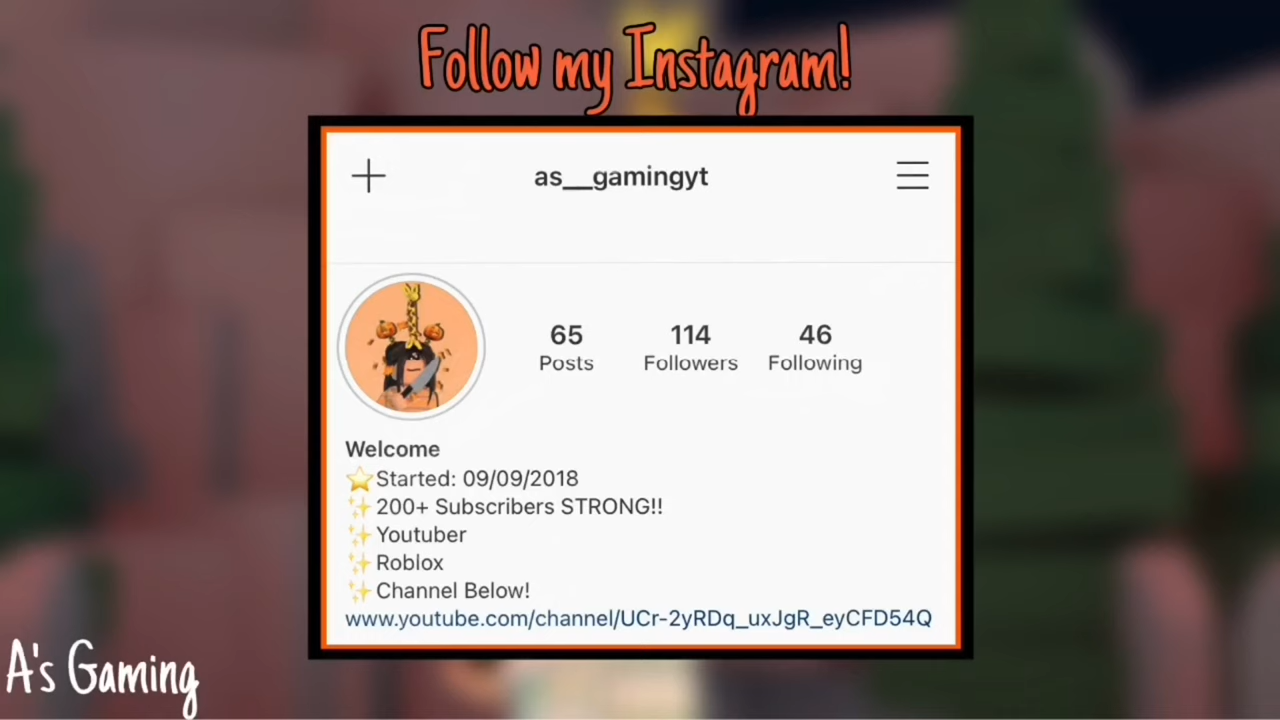 Follow my Instagram!
as__gamingyt
65 114 46
Posts Followers Following
Welcome
⭐Started: 09/09/2018
✨200+ Subscribers STRONG!!
✨Youtuber
✨Roblox
✨Channel Below!
www.youtube.com/channel/UCr-2yRDq_uxJgR_eyCFD54Q
A's Gaming